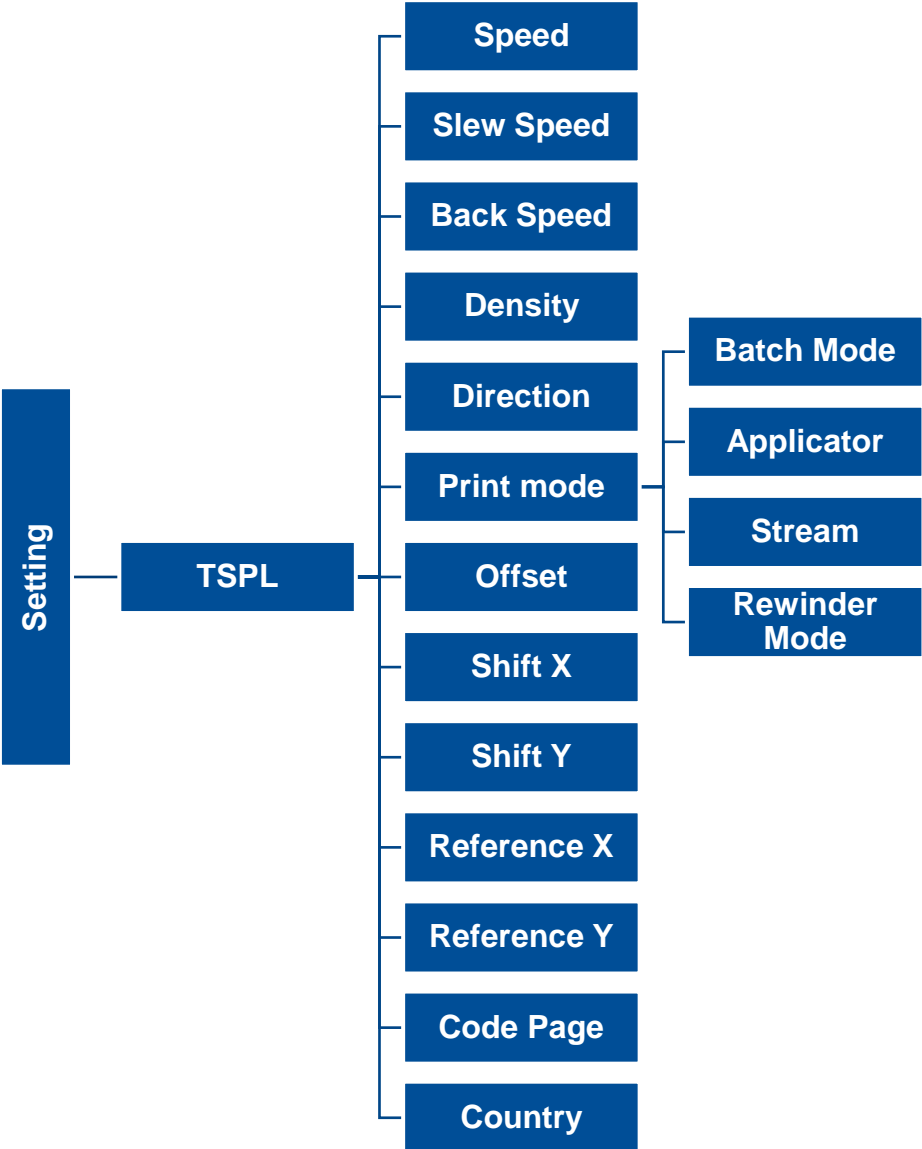 Setting
TSPL
Speed
Slew Speed
Back Speed
Density
Direction
Print mode
Offset
Shift X
Shift Y
Reference X
Reference Y
Code Page
Country
Batch Mode
Applicator
Stream
Rewinder
Mode